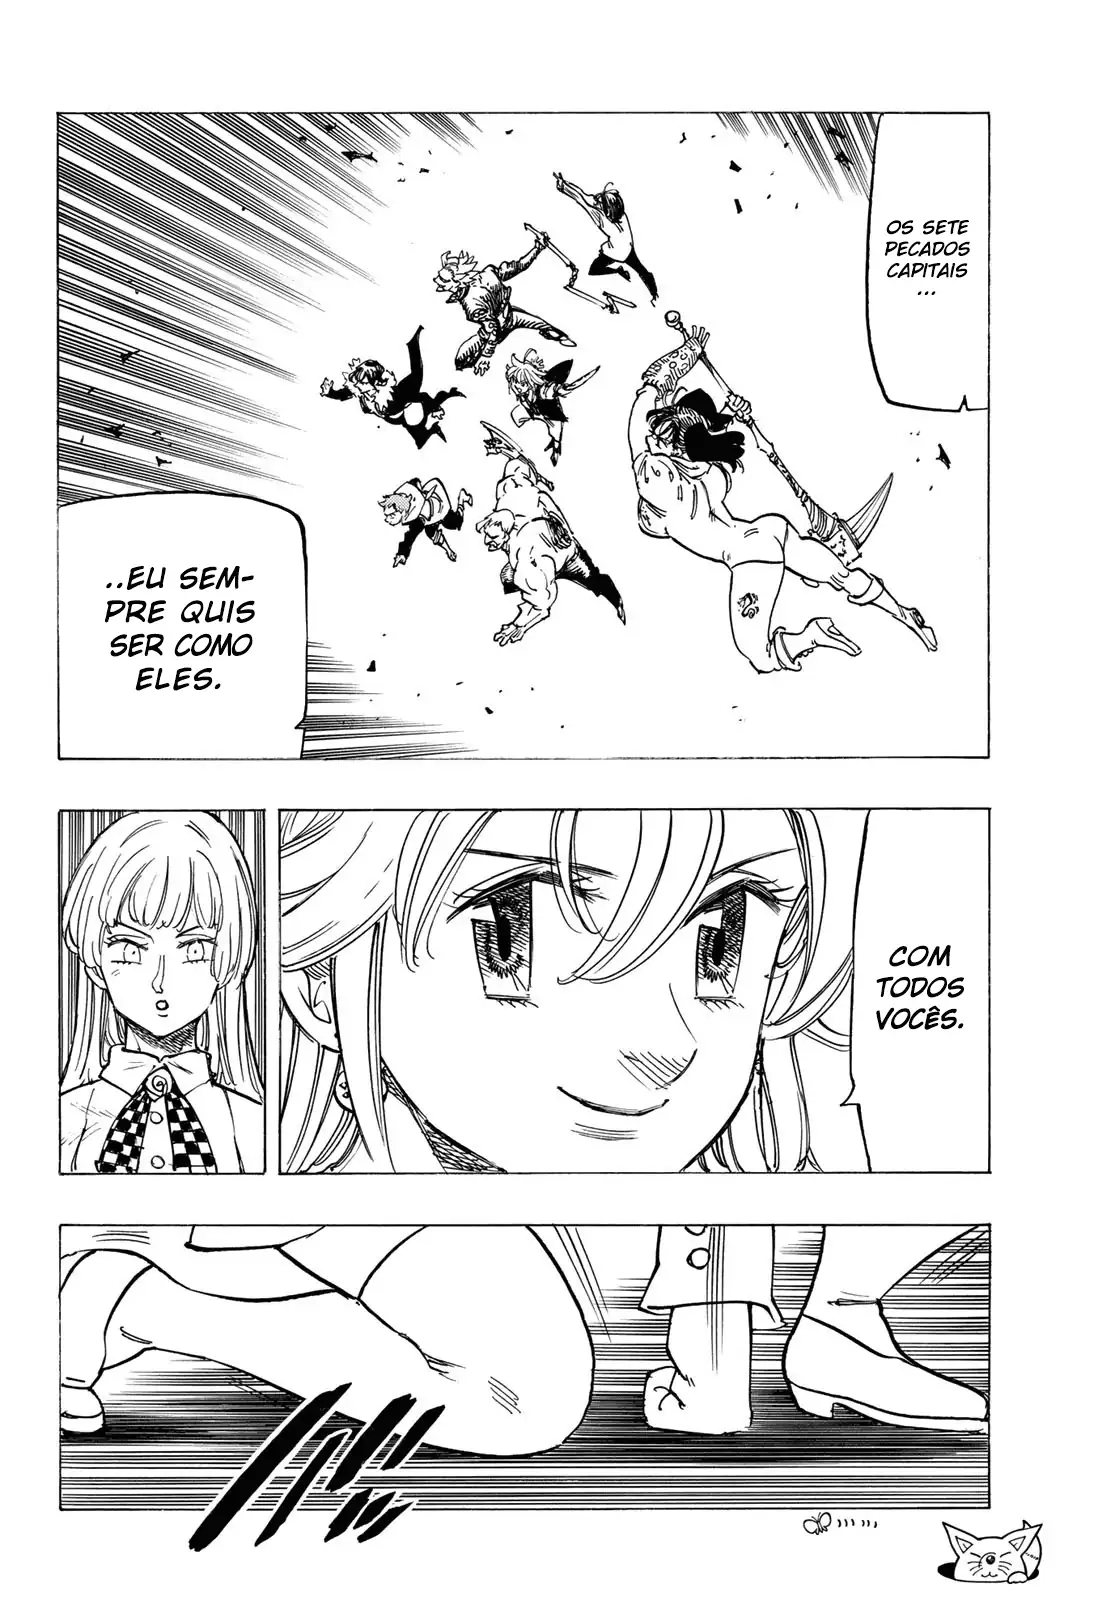 OS SETE
PECADOS
CAPITAIS
...
..EU SEM-
PRE QUIS
SER COMO
ELES.
COM
TODOS
VOCÊS.